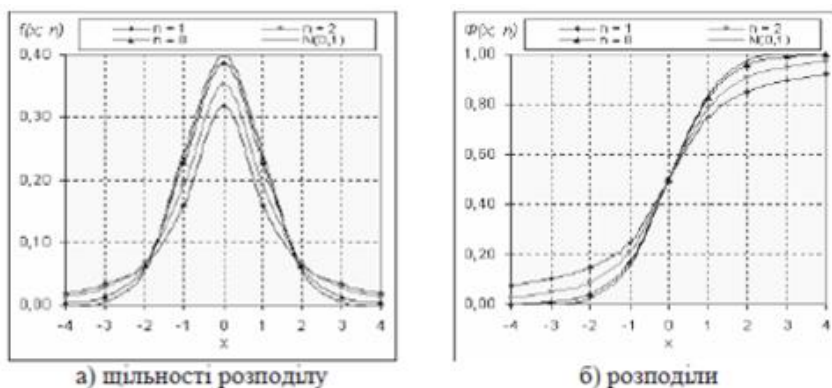 f(x; n)
n = 1 n = 2
n = 8 N(0,1)
0,40
0,30
0,20
0,10
0,00
-4 -3 -2 -1 0 1 2 3 4
x
а) щільності розподілу
Ф(x; n)
n = 1 n = 2
n = 8 N(0,1)
1,00
0,80
0,60
0,40
0,20
0,00
-4 -3 -2 -1 0 1 2 3 4
x
б) розподіли